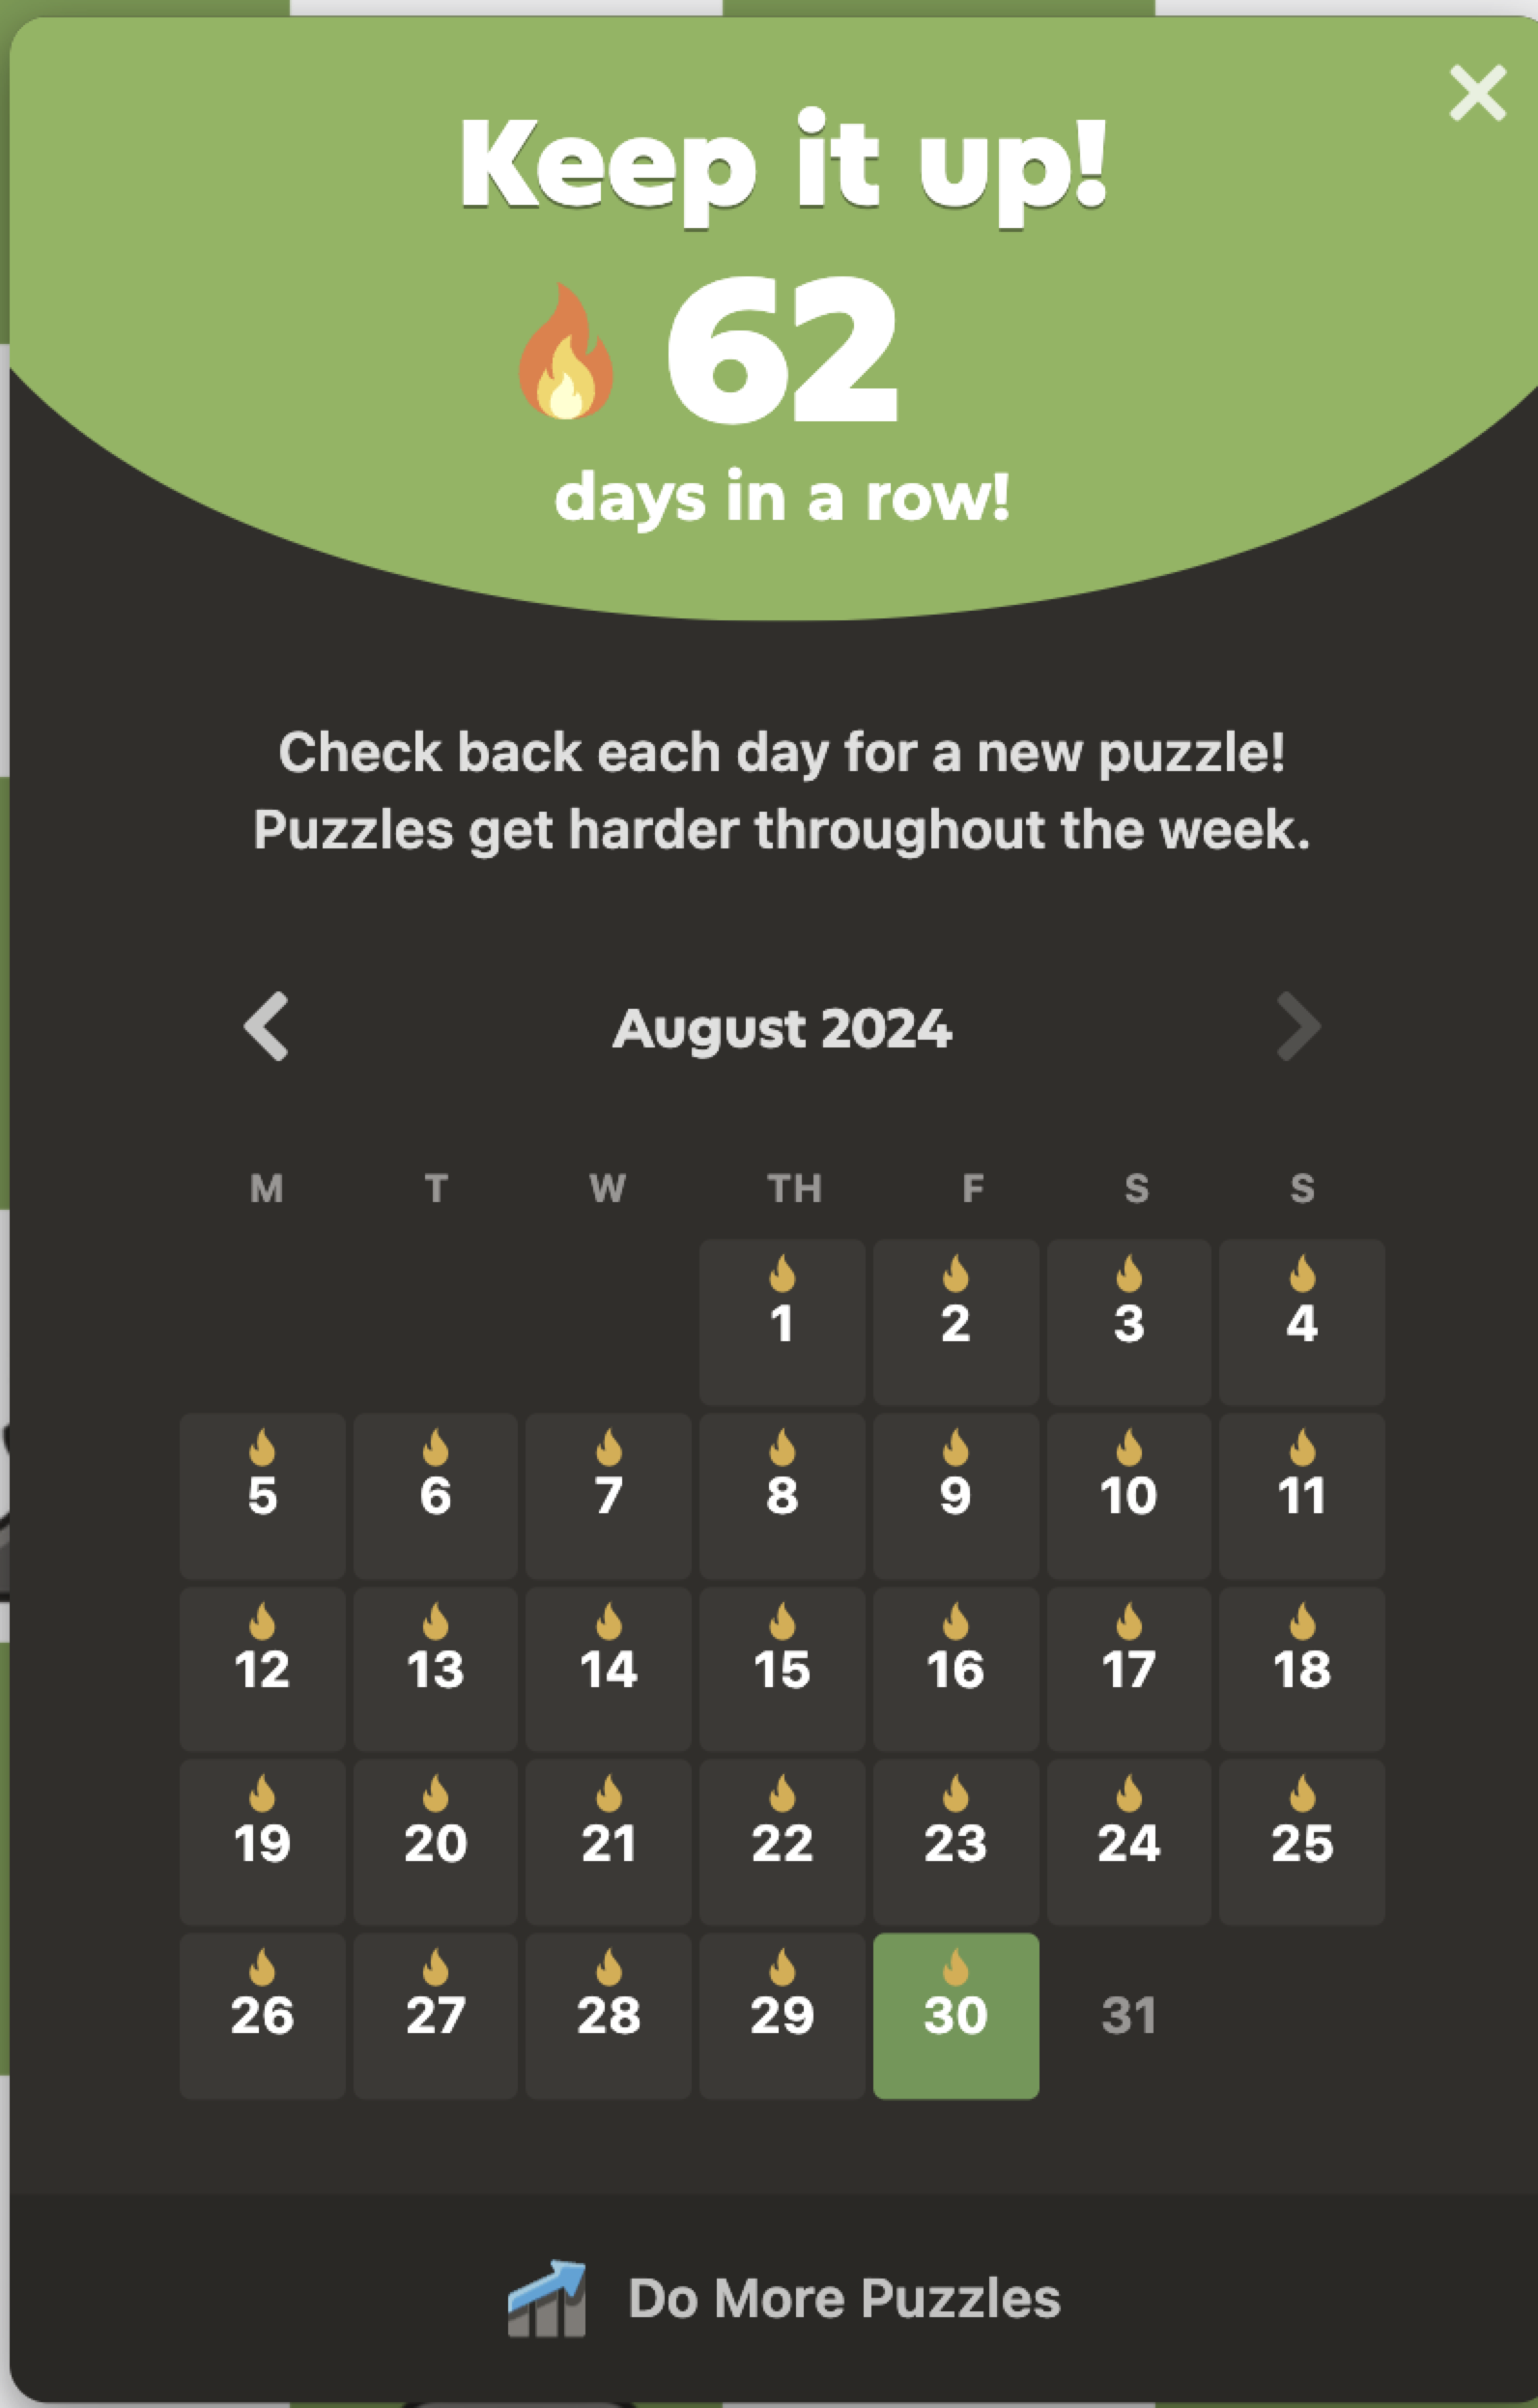 Keep it up!
62
days in a row!
Check back each day for a new puzzle!
Puzzles get harder throughout the week.
August 2024
M T W TH F S S
1 2 3 4
5 6 7 8 9 10 11
12 13 14 15 16 17 18
19 20 21 22 23 24 25
26 27 28 29 30 31
Do More Puzzles